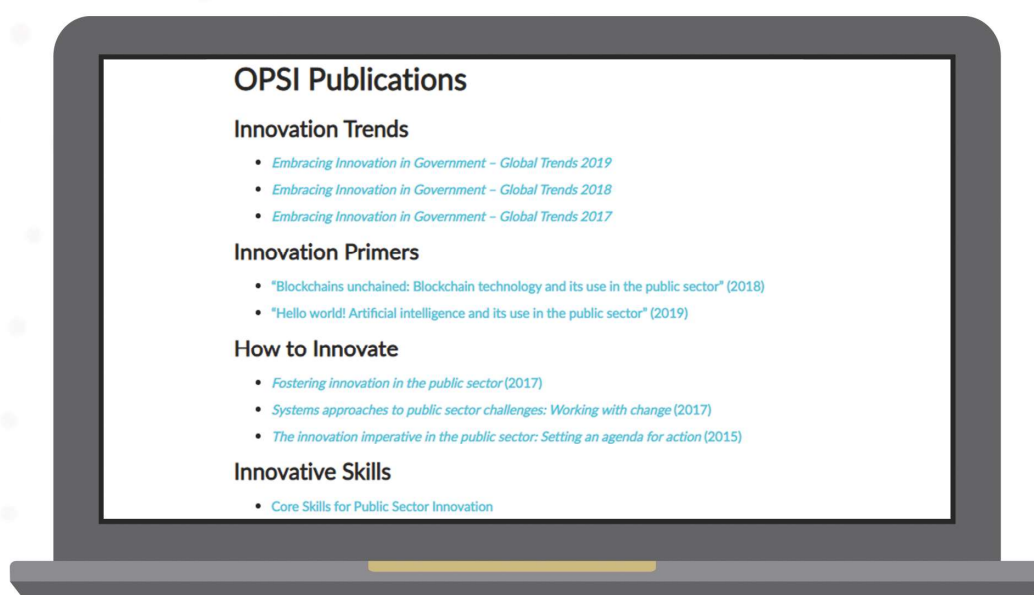 OPSI Publications
Innovation Trends
• Embracing Innovation in Government – Global Trends 2019
• Embracing Innovation in Government – Global Trends 2018
• Embracing Innovation in Government – Global Trends 2017
Innovation Primers
• "Blockchains unchained: Blockchain technology and its use in the public sector" (2018)
• "Hello world! Artificial intelligence and its use in the public sector" (2019)
How to Innovate
• Fostering innovation in the public sector (2017)
• Systems approaches to public sector challenges: Working with change (2017)
• The innovation imperative in the public sector: Setting an agenda for action (2015)
Innovative Skills
• Core Skills for Public Sector Innovation